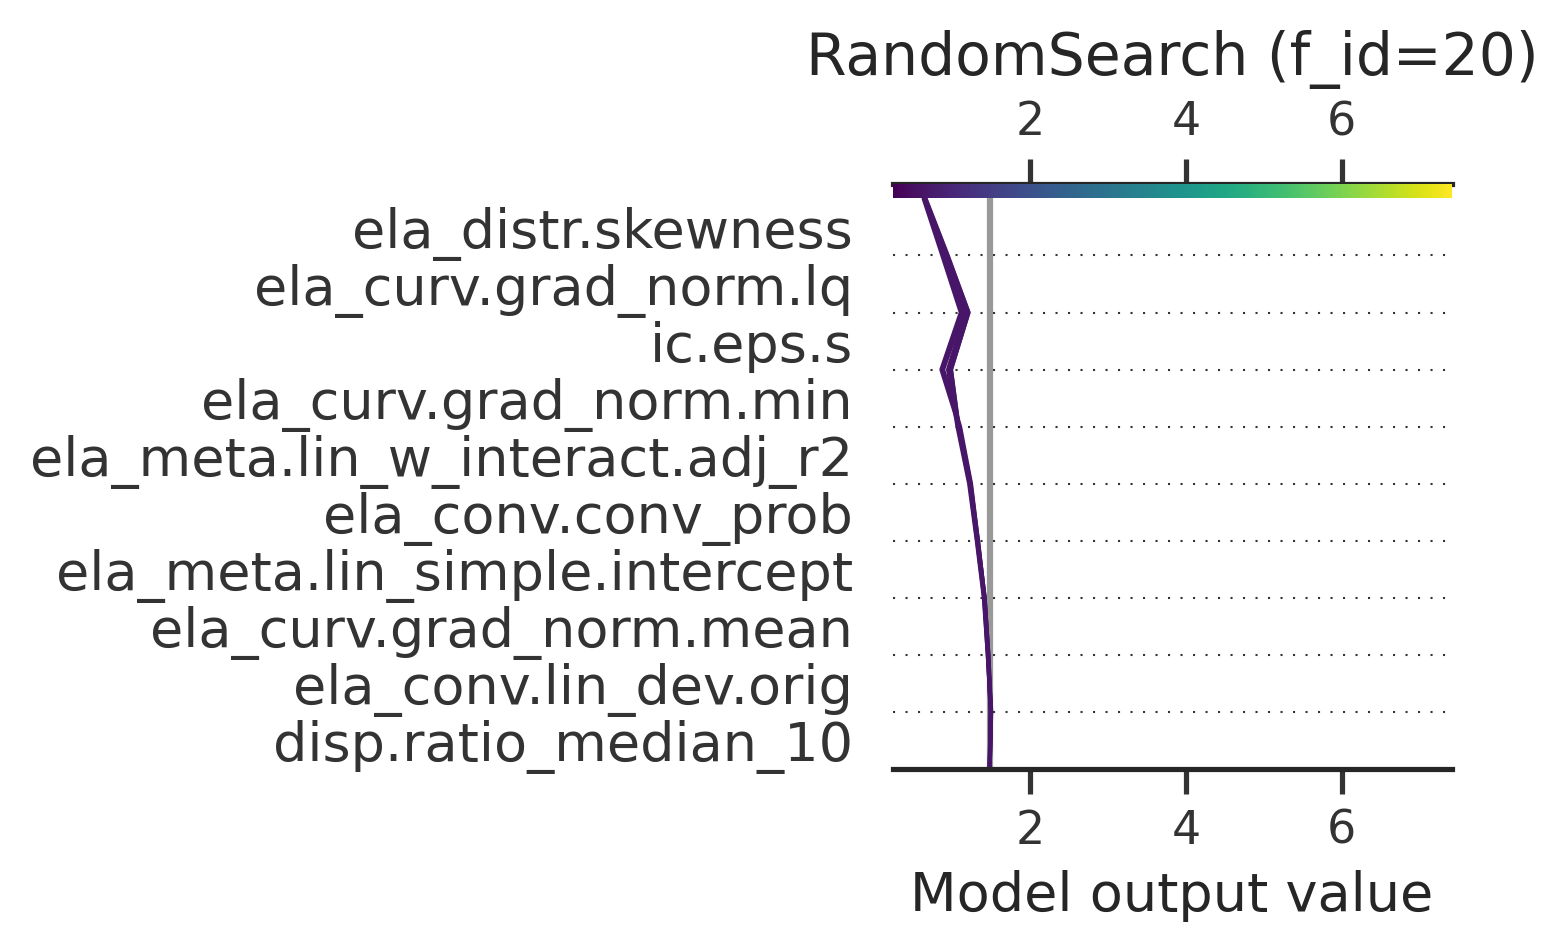 RandomSearch (f_id=20)
2 4 6
ela_distr.skewness
ela_curv.grad_norm.lq
ic.eps.s
ela_curv.grad_norm.min
ela_meta.lin_w_interact.adj_r2
ela_conv.conv_prob
ela_meta.lin_simple.intercept
ela_curv.grad_norm.mean
ela_conv.lin_dev.orig
disp.ratio_median_10
2 4 6
Model output value